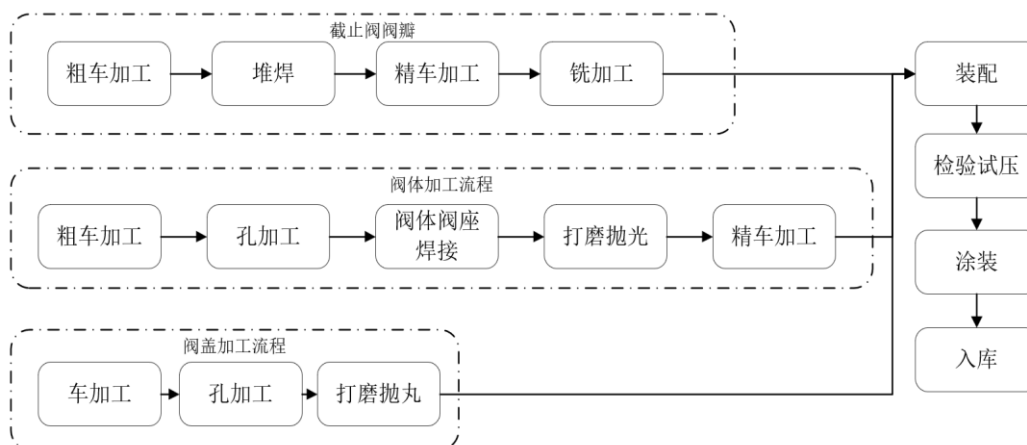 截止阀阀瓣
粗车加工
堆焊
精车加工
铣加工
阀体加工流程
粗车加工
孔加工
阀体阀座
焊接
打磨抛光
精车加工
阀盖加工流程
车加工
孔加工
打磨抛丸
装配
检验试压
涂装
入库